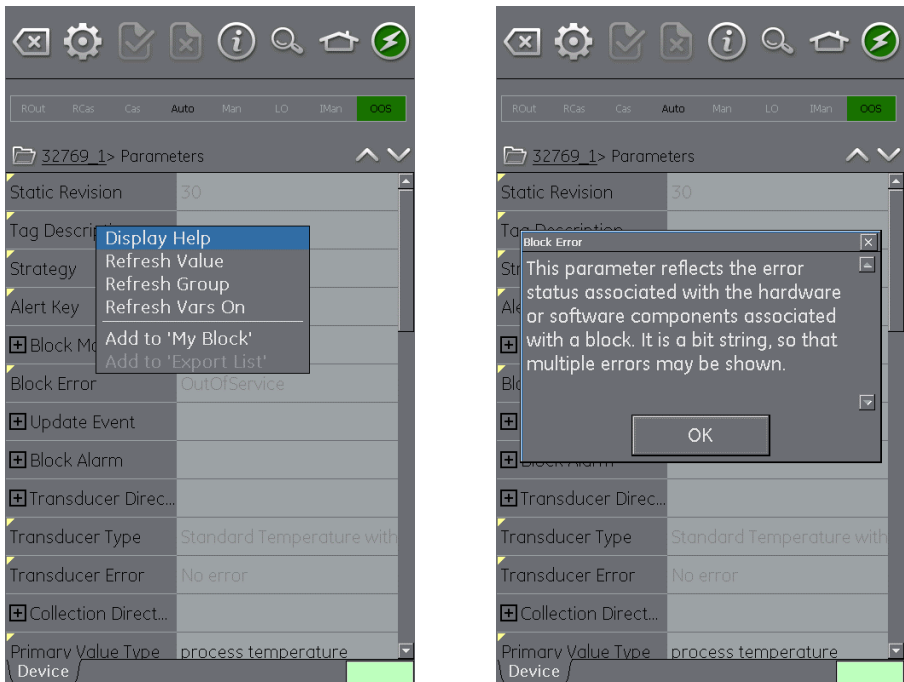 ROut RCas Cas Auto Man LO IMan OOS
32769_1> Parameters
Static Revision 30
Tag Descrip
Display Help
Strategy
Refresh Value
Refresh Group
Alert Key
Refresh Vars On
Block Mo
Add to 'My Block'
Add to 'Export List'
Block Error OutOfService
Update Event
Block Alarm
Transducer Direc...
Transducer Type Standard Temperature with
Transducer Error No error
Collection Direct...
Primary Value Type process temperature
Device
ROut RCas Cas Auto Man LO IMan OOS
32769_1> Parameters
Static Revision 30
Tag Description
Block Error
This parameter reflects the error
status associated with the hardware
or software components associated
with a block. It is a bit string, so that
multiple errors may be shown.
OK
Block Alarm
Transducer Direc...
Transducer Type Standard Temperature with
Transducer Error No error
Collection Direct...
Primary Value Type process temperature
Device